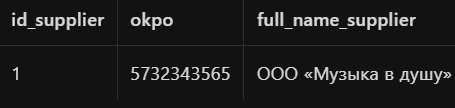 id_supplier okpo full_name_supplier
1 5732343565 ООО «Музыка в душу»